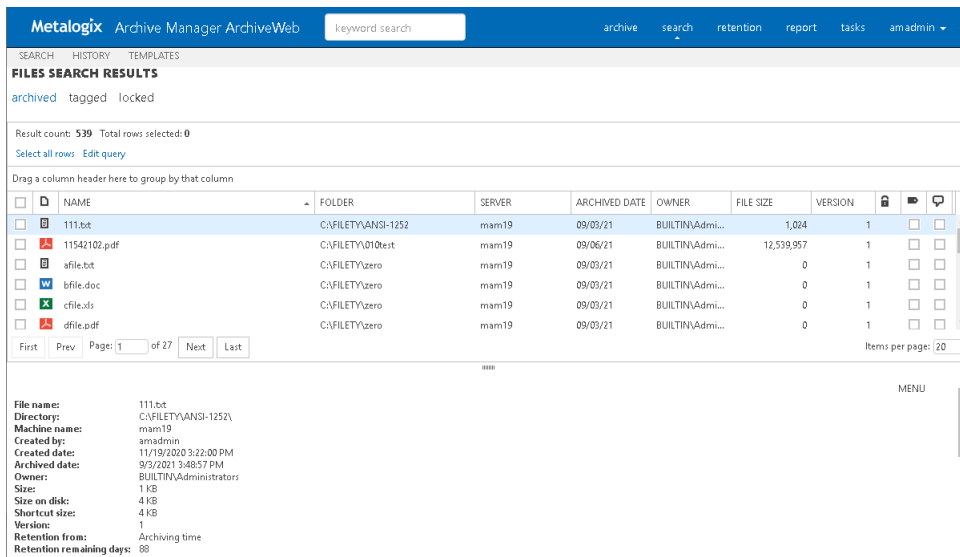 Metalogix Archive Manager ArchiveWeb keyword search archive search retention report tasks amadmin
SEARCH HISTORY TEMPLATES
FILES SEARCH RESULTS
archived tagged locked
Result count: 539 Total rows selected: 0
Select all rows Edit query
Drag a column header here to group by that column
NAME FOLDER SERVER ARCHIVED DATE OWNER FILE SIZE VERSION
111.txt C:\FILETY\ANSI-1252 mam19 09/03/21 BUILTIN\Admi... 1,024 1
11542102.pdf C:\FILETY\010test mam19 09/06/21 BUILTIN\Admi... 12,539,957 1
afile.txt C:\FILETY\zero mam19 09/03/21 BUILTIN\Admi... 0 1
W bfile.doc C:\FILETY\zero mam19 09/03/21 BUILTIN\Admi... 0 1
X cfile.xls C:\FILETY\zero mam19 09/03/21 BUILTIN\Admi... 0 1
dfile.pdf C:\FILETY\zero mam19 09/03/21 BUILTIN\Admi... 0 1
First Prev Page: 1 of 27 Next Last Items per page: 20
MENU
File name: 111.txt
Directory: C:\FILETY\ANSI-1252\
Machine name: mam19
Created by: amadmin
Created date: 11/19/2020 3:22:00 PM
Archived date: 9/3/2021 3:48:57 PM
Owner: BUILTIN\Administrators
Size: 1 KB
Size on disk: 4 KB
Shortcut size: 4 KB
Version: 1
Retention from: Archiving time
Retention remaining days: 88